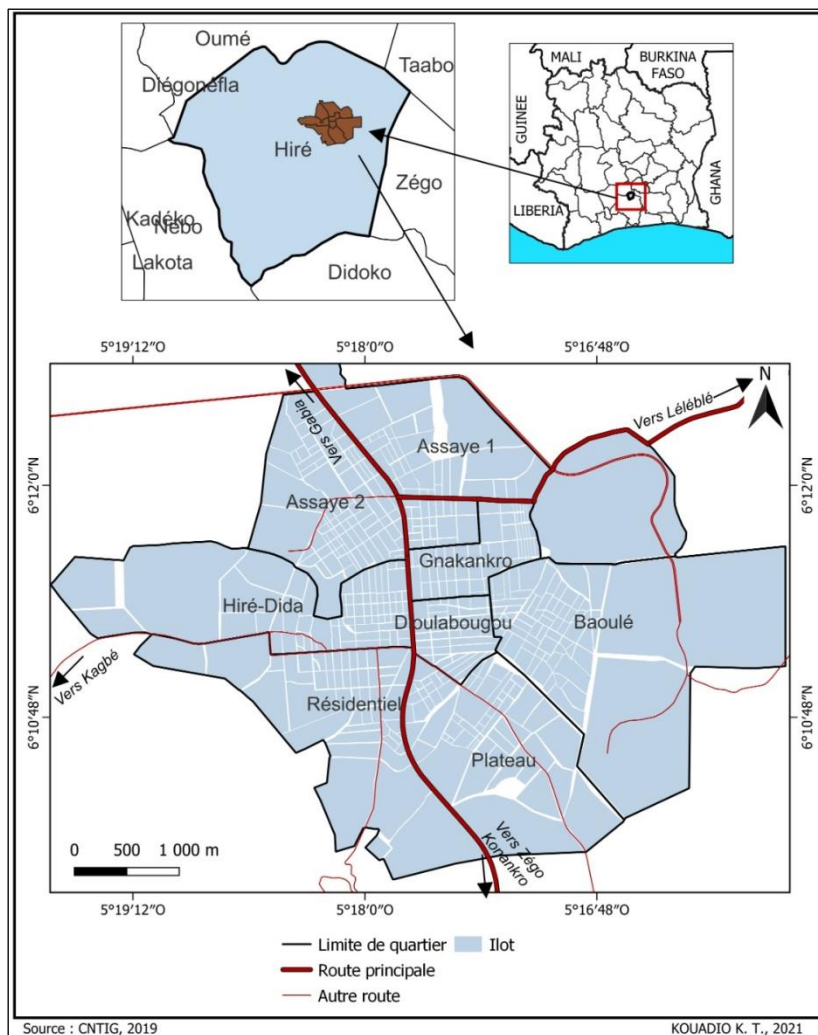 Oumé
Taabo
Diégonéfla
Hiré
Zégo
Kadéko
Nébo
Lakota
Didoko
MALI
BURKINA
FASO
GUINEE
GHANA
LIBERIA
5°19'12"O
5°18'0"O
5°16'48"O
N
Vers Léléblé
Vers Gabia
Assaye 1
6°12'0"N
6°12'0"N
Assaye 2
Gnakankro
Hiré-Dida
Dioulabougou
Baoulé
Vers Kagbé
6°10'48"N
6°10'48"N
Résidentiel
Plateau
Vers Zégo
Konankro
0 500 1 000 m
5°19'12"O
5°18'0"O
5°16'48"O
Limite de quartier
Ilot
Route principale
Autre route
Source : CNTIG, 2019
KOUADIO K. T., 2021